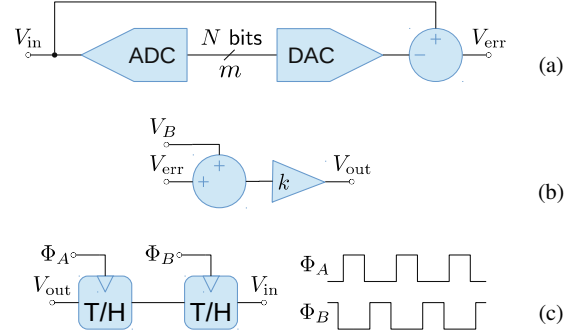 V_in ADC N bits m DAC − + V_err
(a)
V_B
V_err + + k V_out
(b)
Φ_A Φ_B
V_out T/H T/H V_in
Φ_A
Φ_B
(c)